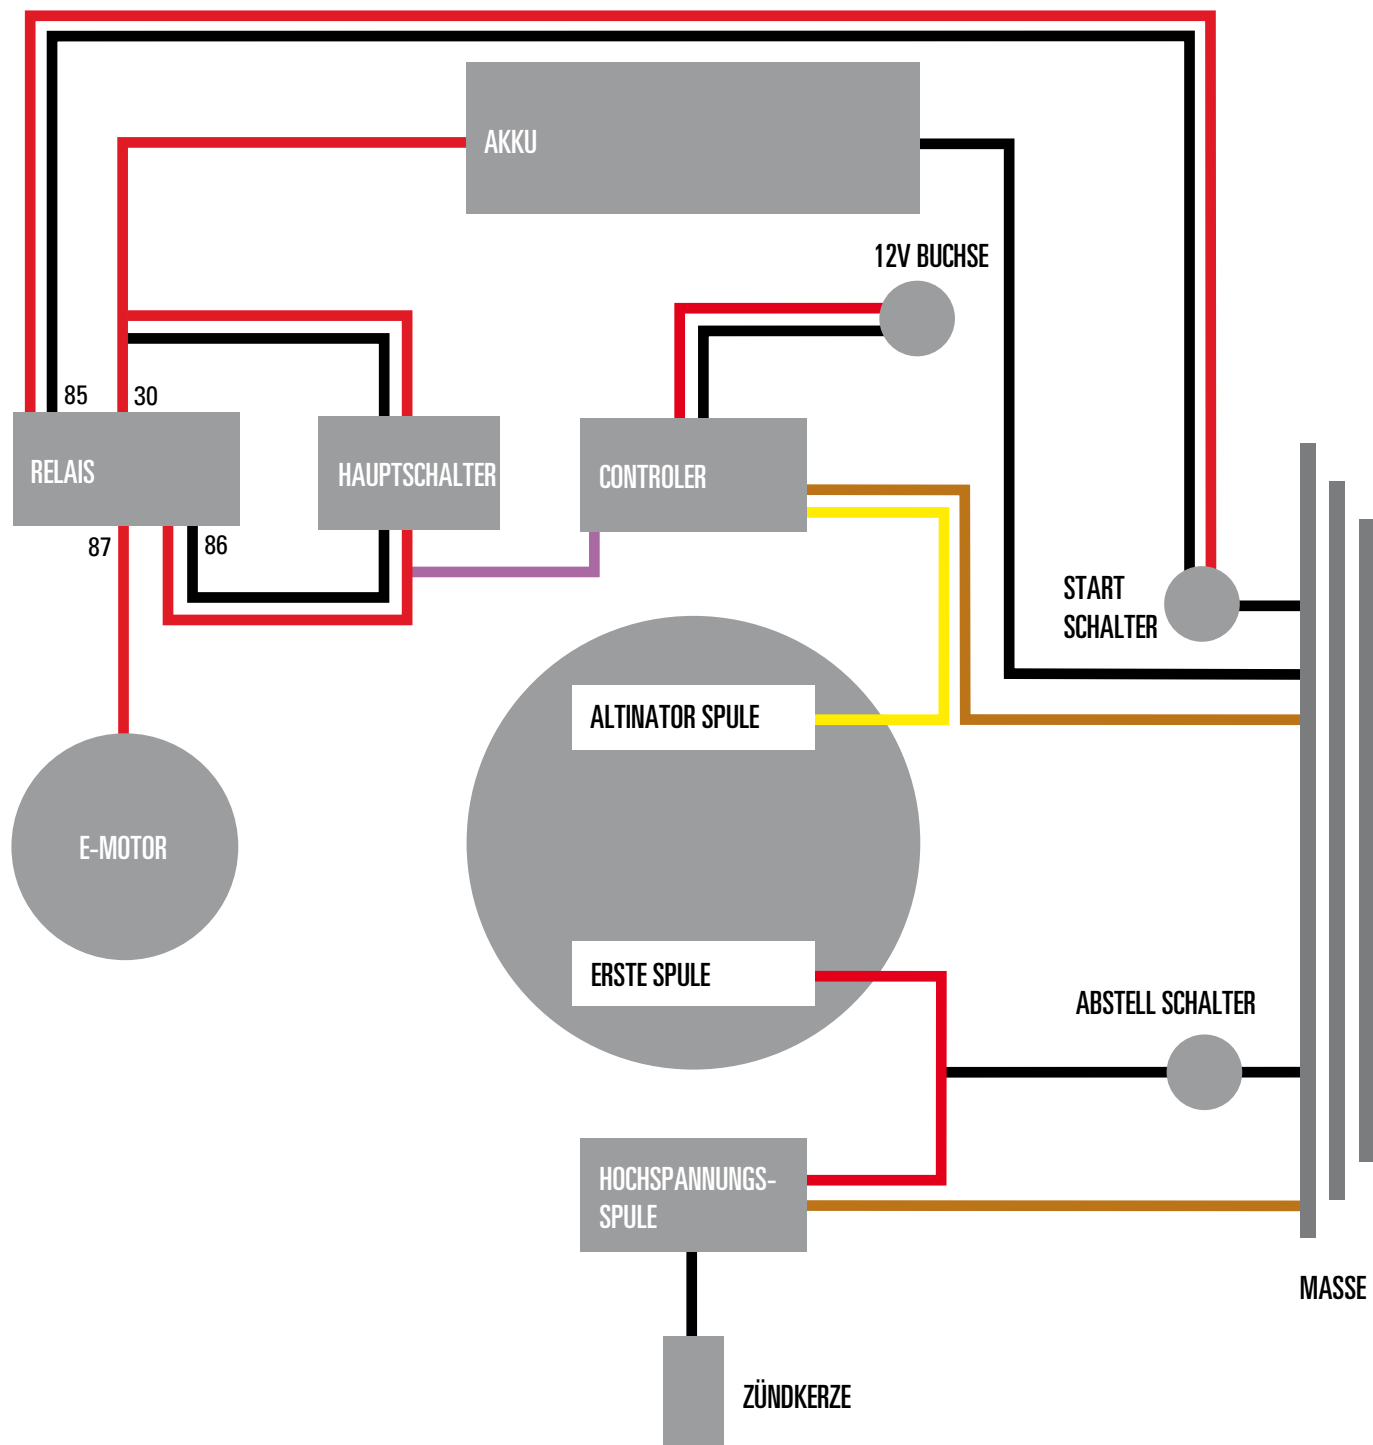 AKKU
12V BUCHSE
85
30
RELAIS
HAUPTSCHALTER
CONTROLER
87
86
START
SCHALTER
ALTINATOR SPULE
E-MOTOR
ERSTE SPULE
ABSTELL SCHALTER
HOCHSPANNUNGS-
SPULE
MASSE
ZÜNDKERZE